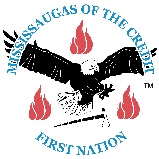 MISSISSAUGAS OF THE CREDIT
TM
FIRST NATION